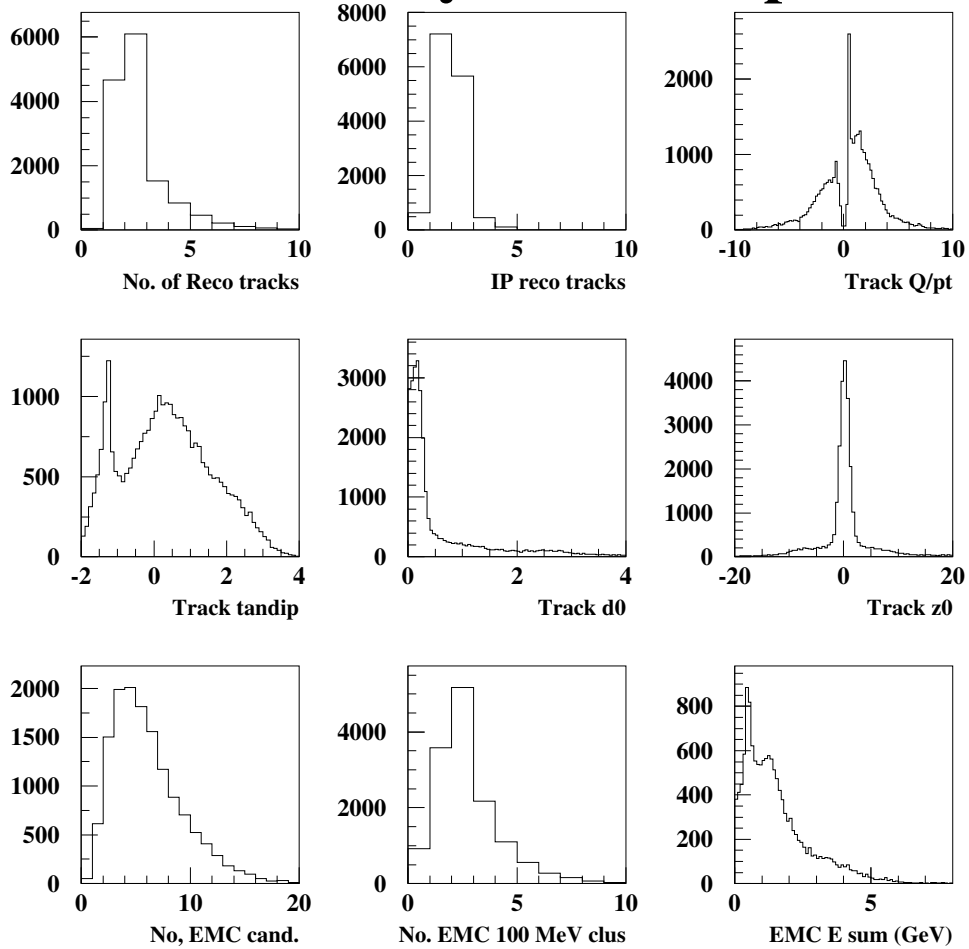 0
2000
4000
6000
0 5 10
No. of Reco tracks
0
2000
4000
6000
8000
0 5 10
IP reco tracks
0
1000
2000
-10 0 10
Track Q/pt
0
500
1000
-2 0 2 4
Track tandip
0
1000
2000
3000
0 2 4
Track d0
0
1000
2000
3000
4000
-20 0 20
Track z0
0
500
1000
1500
2000
0 10 20
No, EMC cand.
0
2000
4000
0 5 10
No. EMC 100 MeV clus
0
200
400
600
800
0 5
EMC E sum (GeV)